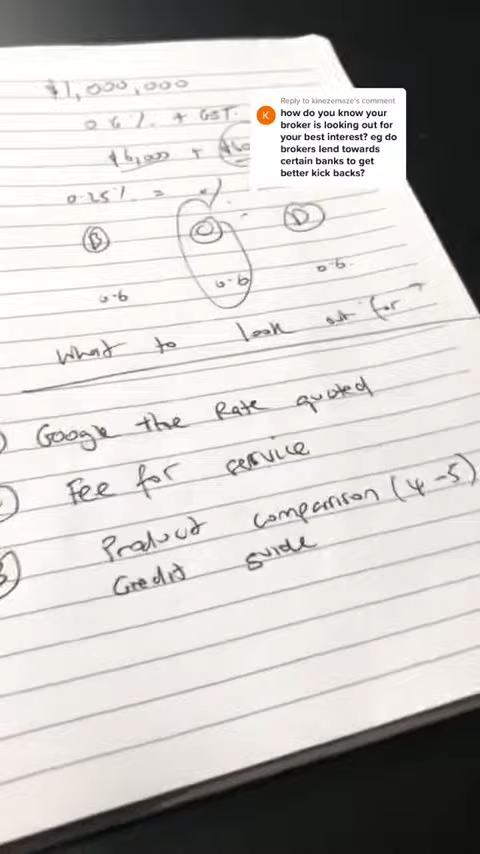 $1,000,000
0.6% + GST.
$6,000 +
Reply to kinezemaze's comment
K
how do you know your
broker is looking out for
your best interest? eg do
brokers lend towards
certain banks to get
better kick backs?
0.25% =
B
C
D
0.6
0.6
0.6.
What to look out for
Google the Rate quoted
Fee for service
Product comparison (4-5)
Credit guide